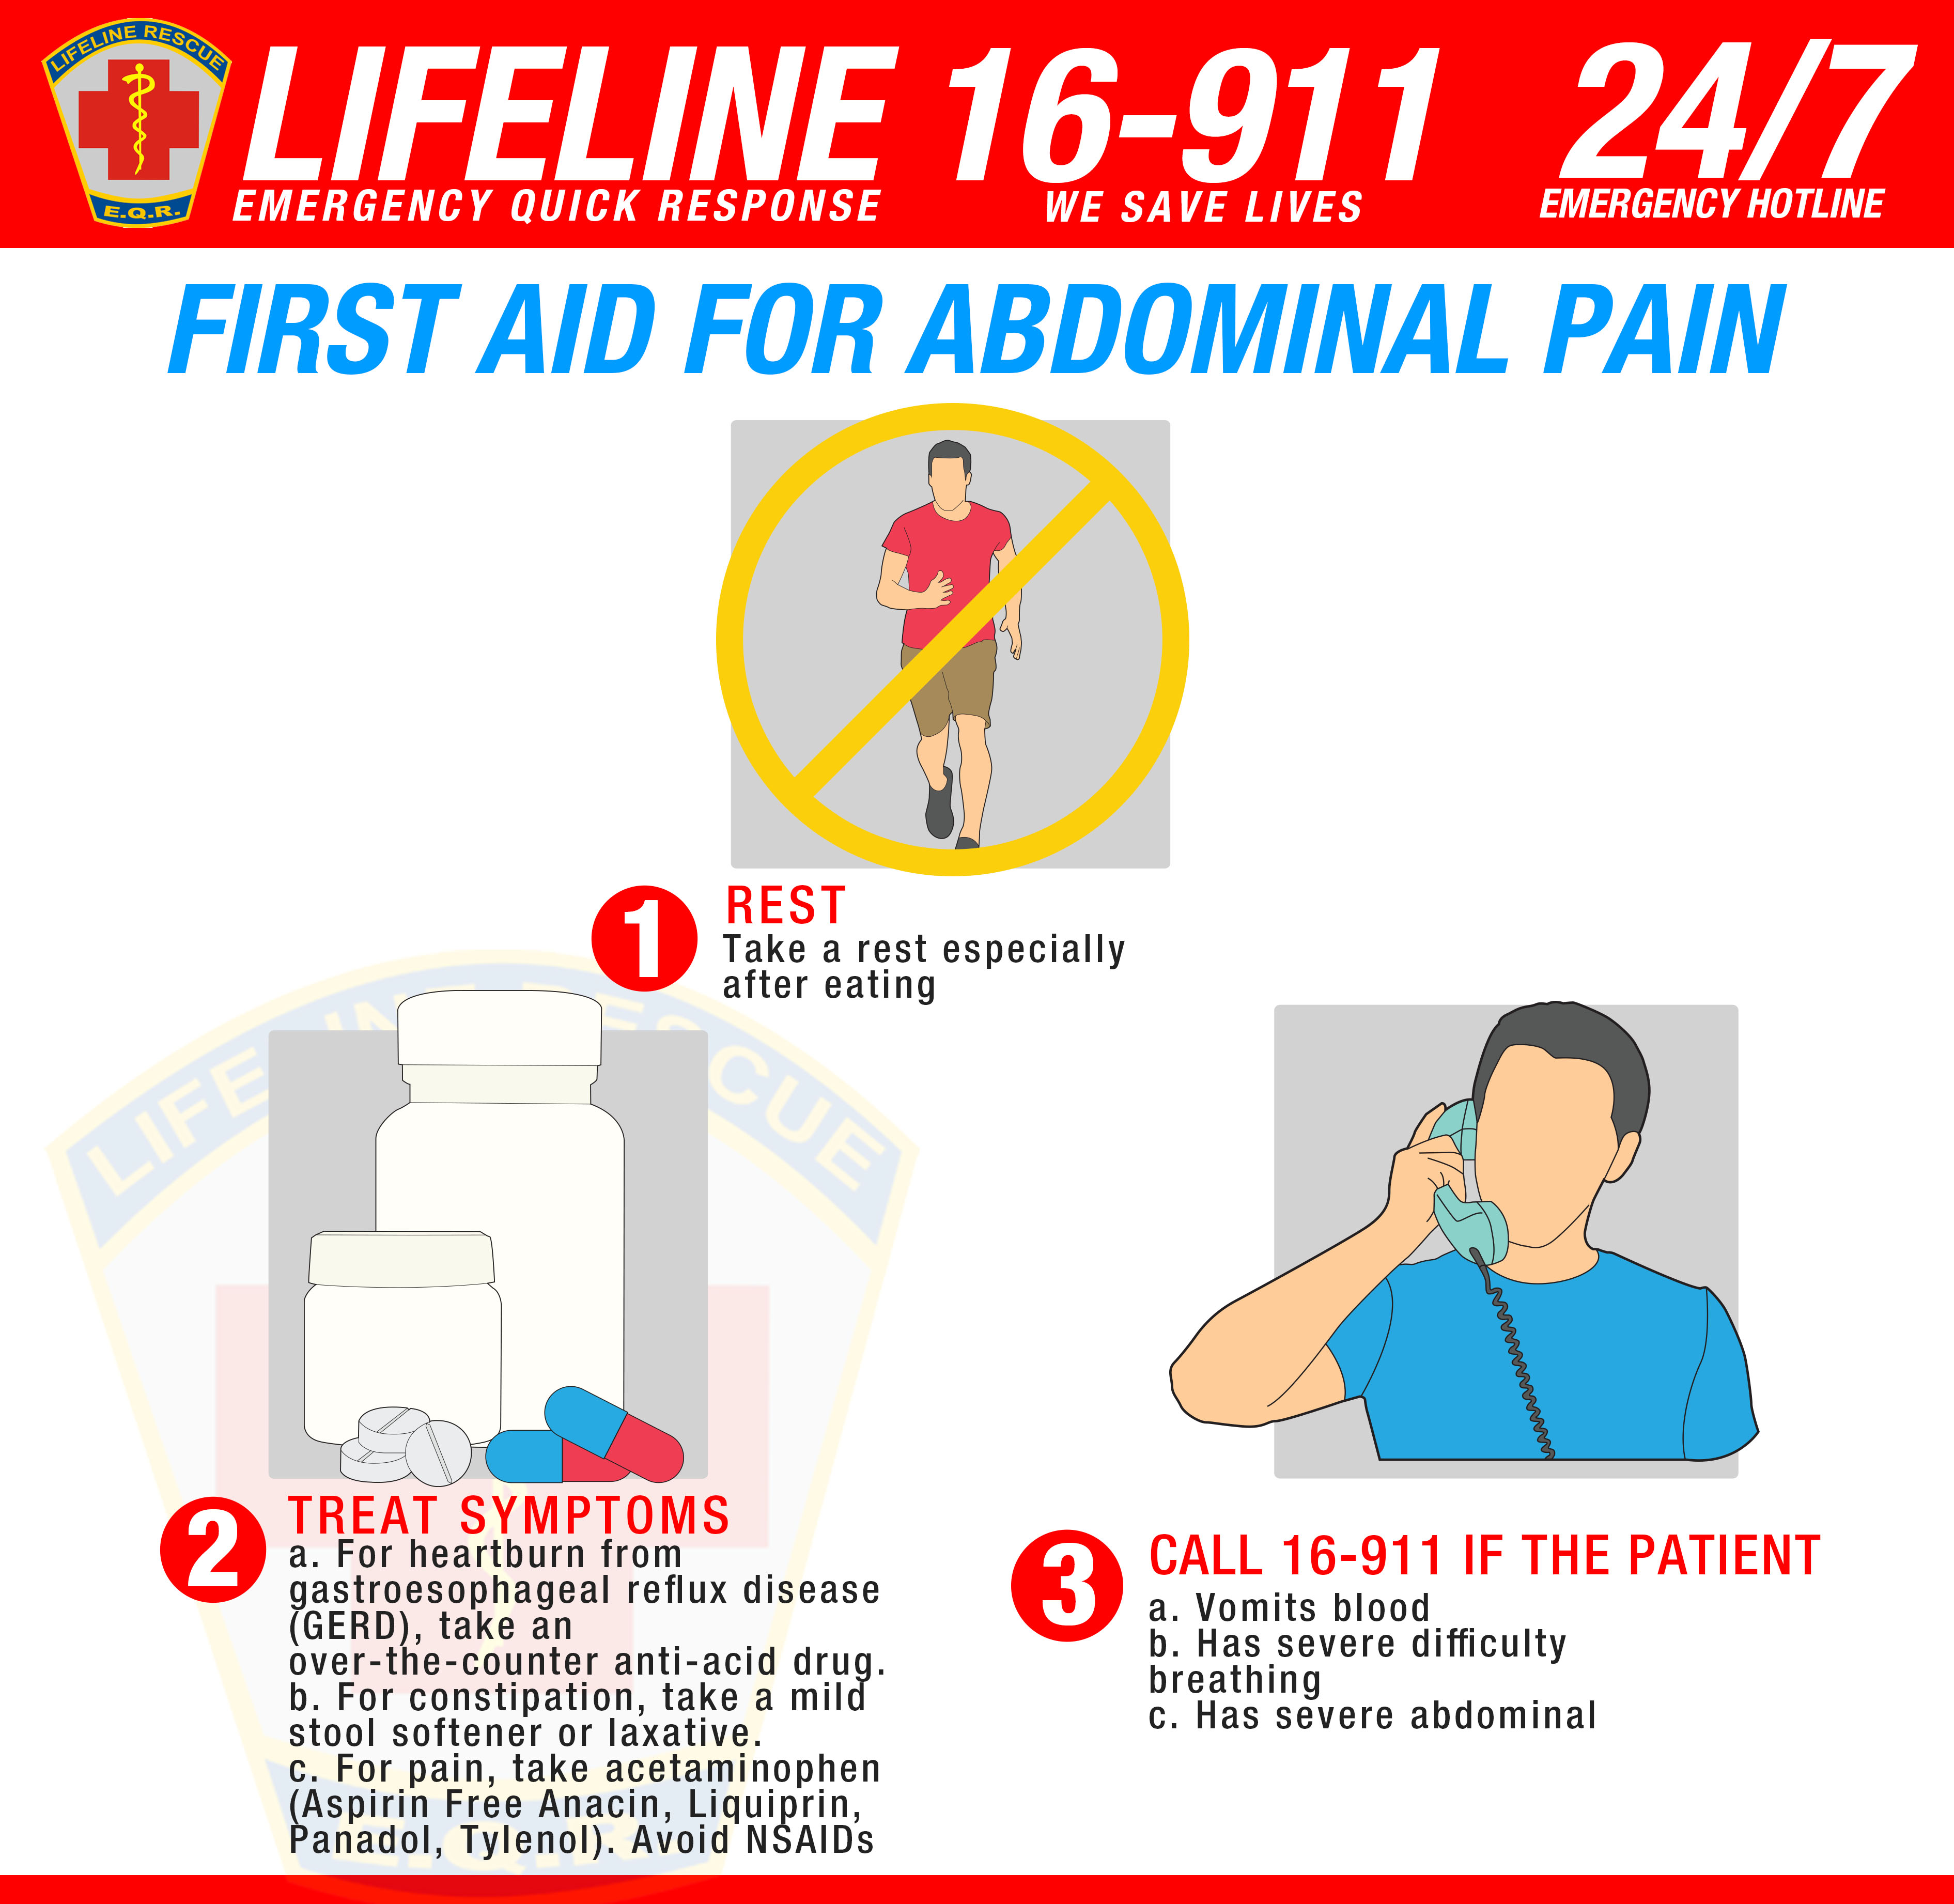 LIFELINE RESCUE
E.Q.R.
LIFELINE 16-911 24/7
EMERGENCY QUICK RESPONSE WE SAVE LIVES EMERGENCY HOTLINE
FIRST AID FOR ABDOMINAL PAIN
1 REST
Take a rest especially
after eating
LIFELINE RESCUE
2 TREAT SYMPTOMS
a. For heartburn from
gastroesophageal reflux disease
(GERD), take an
over-the-counter anti-acid drug.
b. For constipation, take a mild
stool softener or laxative.
c. For pain, take acetaminophen
(Aspirin Free Anacin, Liquiprin,
Panadol, Tylenol). Avoid NSAIDs
E.Q.R.
3 CALL 16-911 IF THE PATIENT
a. Vomits blood
b. Has severe difficulty
breathing
c. Has severe abdominal